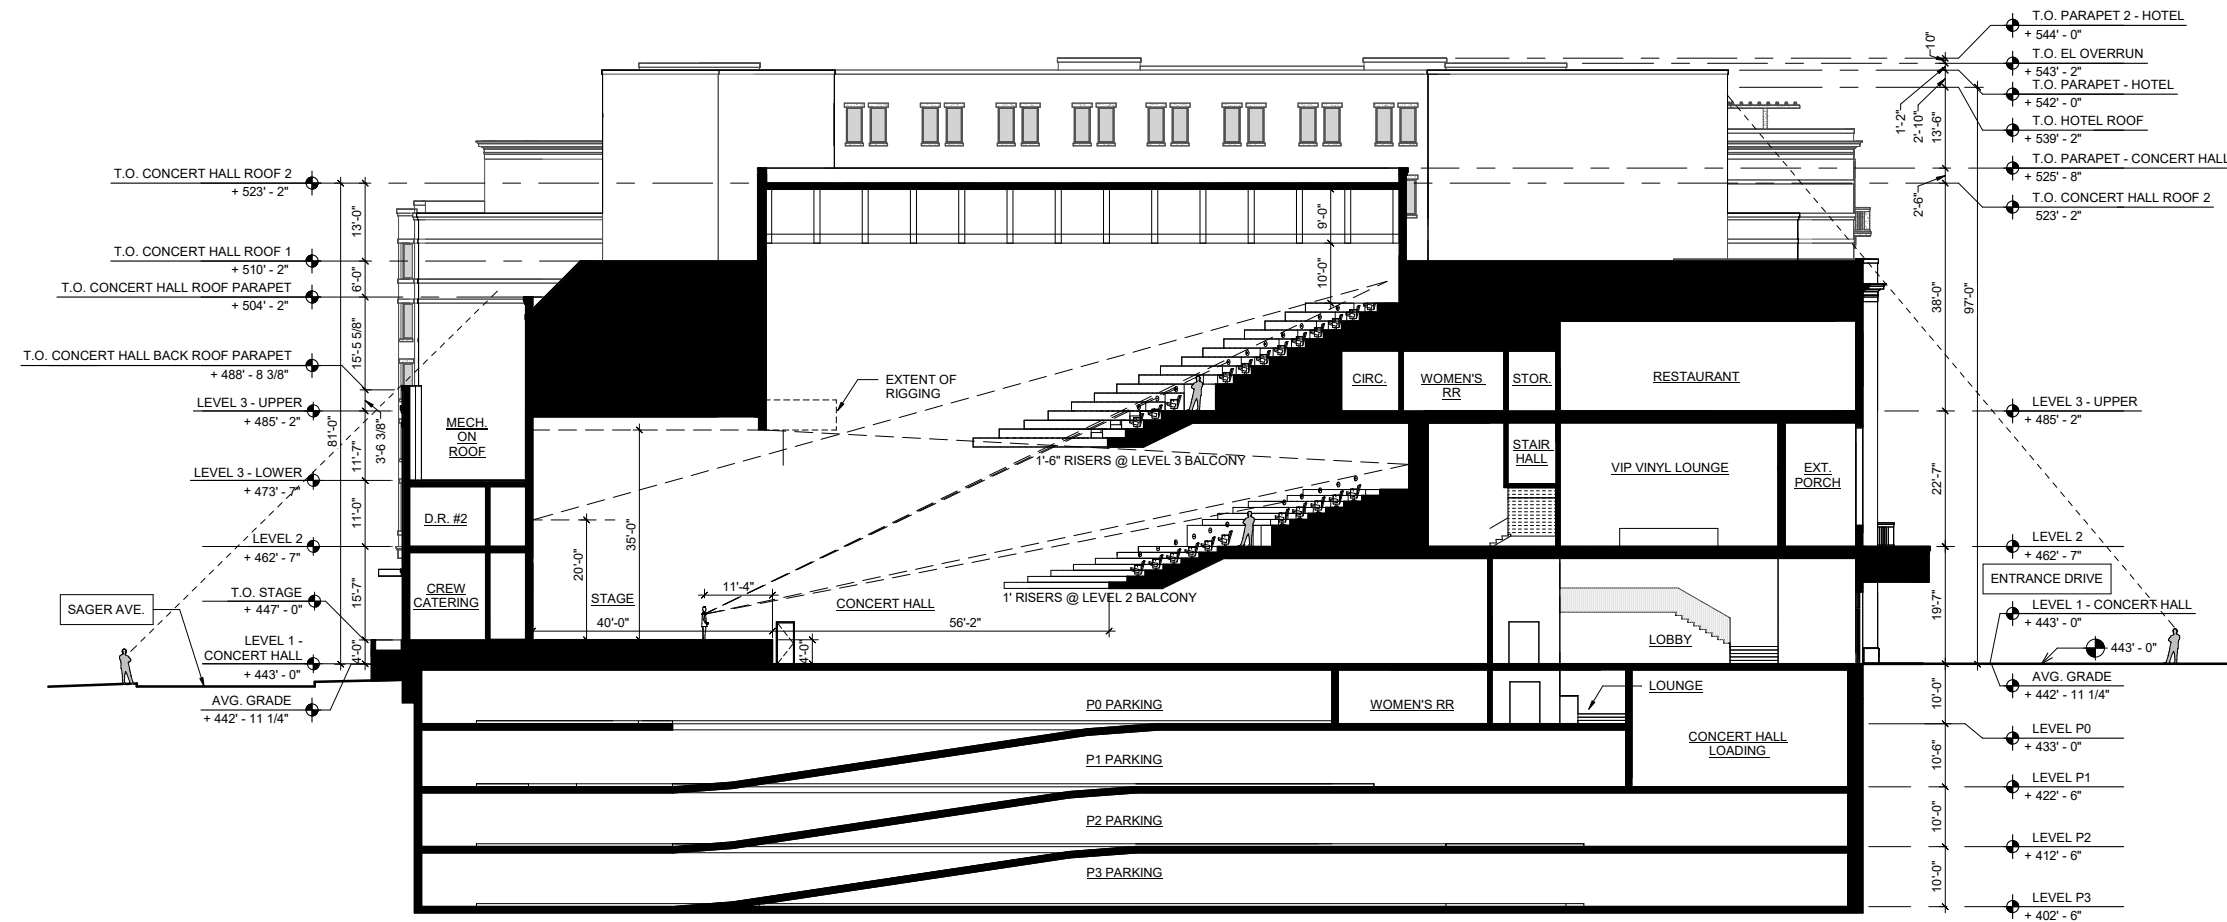 T.O. PARAPET 2 - HOTEL
+ 544' - 0"
T.O. EL OVERRUN
+ 543' - 2"
T.O. PARAPET - HOTEL
+ 542' - 0"
T.O. HOTEL ROOF
+ 539' - 2"
T.O. PARAPET - CONCERT HALL
+ 525' - 8"
T.O. CONCERT HALL ROOF 2
523' - 2"
10"
1'-2"
2'-10"
13'-6"
2'-6"
38'-0"
97'-0"
T.O. CONCERT HALL ROOF 2
+ 523' - 2"
T.O. CONCERT HALL ROOF 1
+ 510' - 2"
T.O. CONCERT HALL ROOF PARAPET
+ 504' - 2"
T.O. CONCERT HALL BACK ROOF PARAPET
+ 488' - 8 3/8"
LEVEL 3 - UPPER
+ 485' - 2"
LEVEL 3 - LOWER
+ 473' - 7"
LEVEL 2
+ 462' - 7"
T.O. STAGE
+ 447' - 0"
LEVEL 1 -
CONCERT HALL
+ 443' - 0"
AVG. GRADE
+ 442' - 11 1/4"
SAGER AVE.
13'-0"
6'-0"
15'-5 5/8"
3'-6 3/8"
81'-0"
11'-7"
11'-0"
15'-7"
4'-0"
MECH.
ON
ROOF
D.R. #2
CREW
CATERING
EXTENT OF
RIGGING
9'-0"
10'-0"
CIRC.
WOMEN'S
RR
STOR.
RESTAURANT
1'-6" RISERS @ LEVEL 3 BALCONY
STAIR
HALL
VIP VINYL LOUNGE
EXT.
PORCH
20'-0"
35'-0"
STAGE
40'-0"
11'-4"
CONCERT HALL
56'-2"
4'-0"
1' RISERS @ LEVEL 2 BALCONY
LOBBY
LEVEL 3 - UPPER
+ 485' - 2"
22'-7"
LEVEL 2
+ 462' - 7"
ENTRANCE DRIVE
19'-7"
LEVEL 1 - CONCERT HALL
+ 443' - 0"
443' - 0"
AVG. GRADE
+ 442' - 11 1/4"
P0 PARKING
WOMEN'S RR
LOUNGE
CONCERT HALL
LOADING
P1 PARKING
P2 PARKING
P3 PARKING
10'-0"
10'-6"
10'-0"
10'-0"
LEVEL P0
+ 433' - 0"
LEVEL P1
+ 422' - 6"
LEVEL P2
+ 412' - 6"
LEVEL P3
+ 402' - 6"